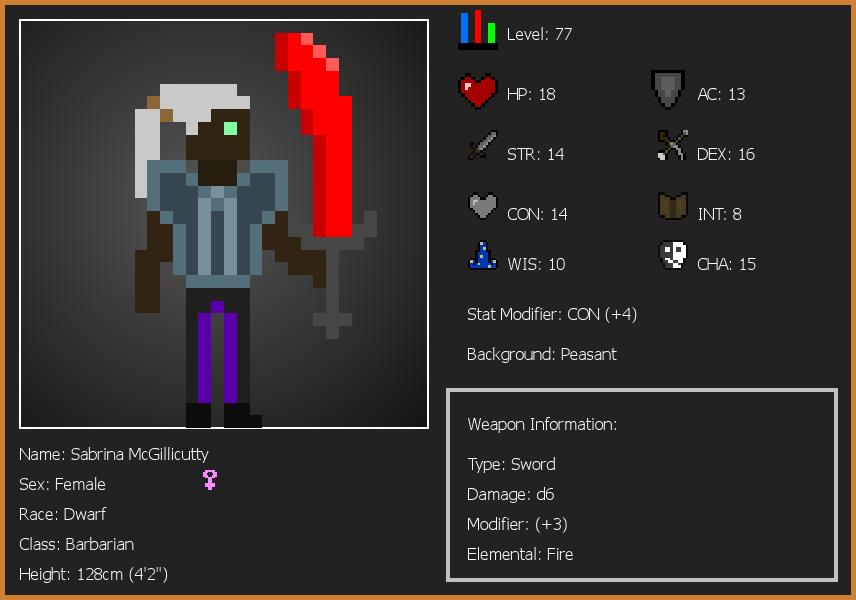 Level: 77
HP: 18
AC: 13
STR: 14
DEX: 16
CON: 14
INT: 8
WIS: 10
CHA: 15
Stat Modifier: CON (+4)
Background: Peasant
Weapon Information:
Type: Sword
Damage: d6
Modifier: (+3)
Elemental: Fire
Name: Sabrina McGillicutty
Sex: Female
Race: Dwarf
Class: Barbarian
Height: 128cm (4'2")